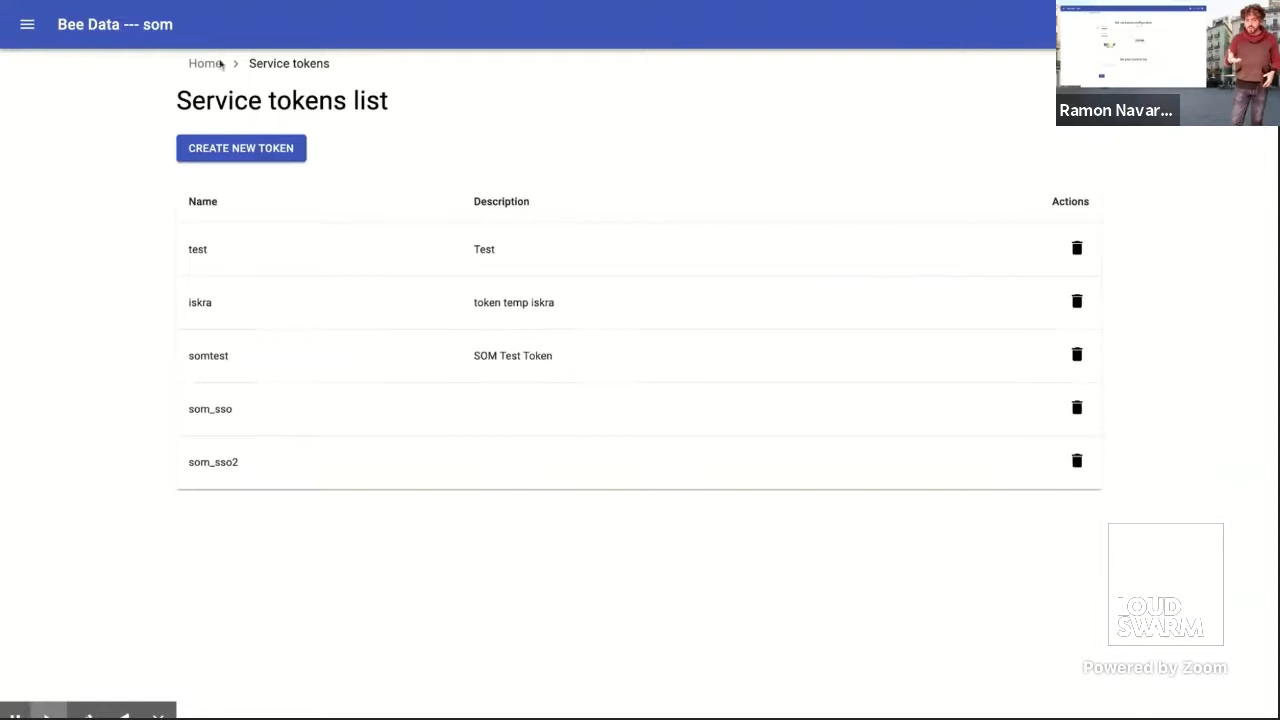 Bee Data --- som
Home > Service tokens
Service tokens list
CREATE NEW TOKEN
Name Description Actions
test Test
iskra token temp iskra
somtest SOM Test Token
som_sso
som_sso2
Ramon Navar...
LOUD
SWARM
Powered by Zoom